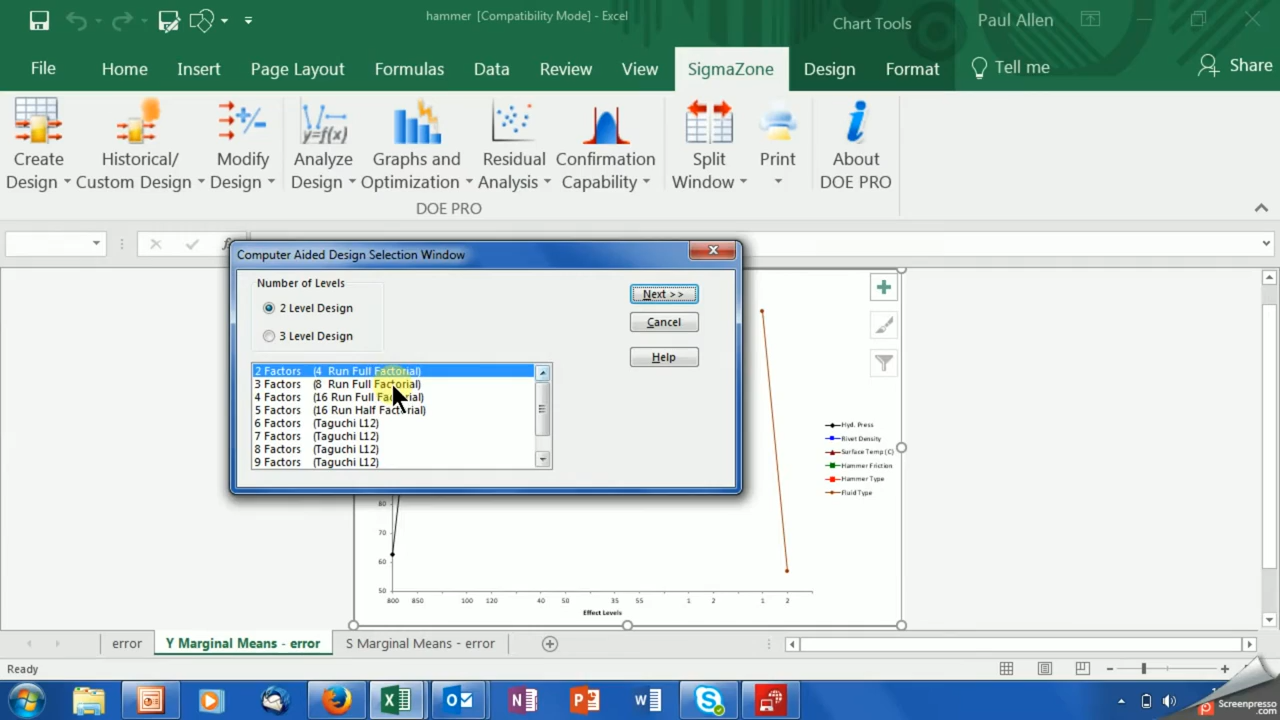 hammer [Compatibility Mode] - Excel
Chart Tools
Paul Allen
File Home Insert Page Layout Formulas Data Review View SigmaZone Design Format Tell me Share
Create Design
Historical/ Custom Design
Modify Design
Analyze Design
Graphs and Optimization
Residual Analysis
Confirmation Capability
Split Window
Print
About DOE PRO
y=f(x)
DOE PRO
Computer Aided Design Selection Window
Number of Levels
2 Level Design
3 Level Design
Next >>
Cancel
Help
2 Factors (4 Run Full Factorial)
3 Factors (8 Run Full Factorial)
4 Factors (16 Run Full Factorial)
5 Factors (16 Run Half Factorial)
6 Factors (Taguchi L12)
7 Factors (Taguchi L12)
8 Factors (Taguchi L12)
9 Factors (Taguchi L12)
Hyd. Press
Rivet Density
Surface Temp (C)
Hammer Friction
Hammer Type
Fluid Type
80
70
60
50
800 850 100 120 40 50 35 55 1 2 1 2
Effect Levels
error Y Marginal Means - error S Marginal Means - error
Ready
Screenpresso
.com